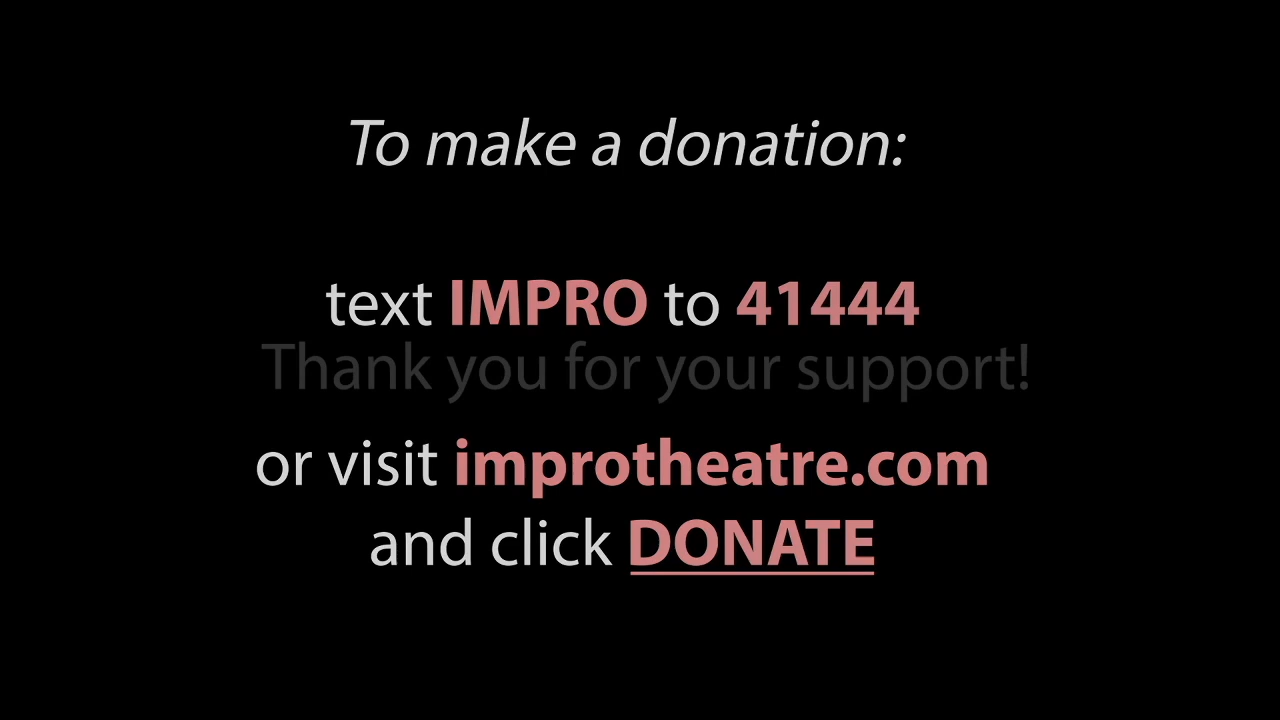 To make a donation:
text IMPRO to 41444
Thank you for your support!
or visit improtheatre.com
and click DONATE